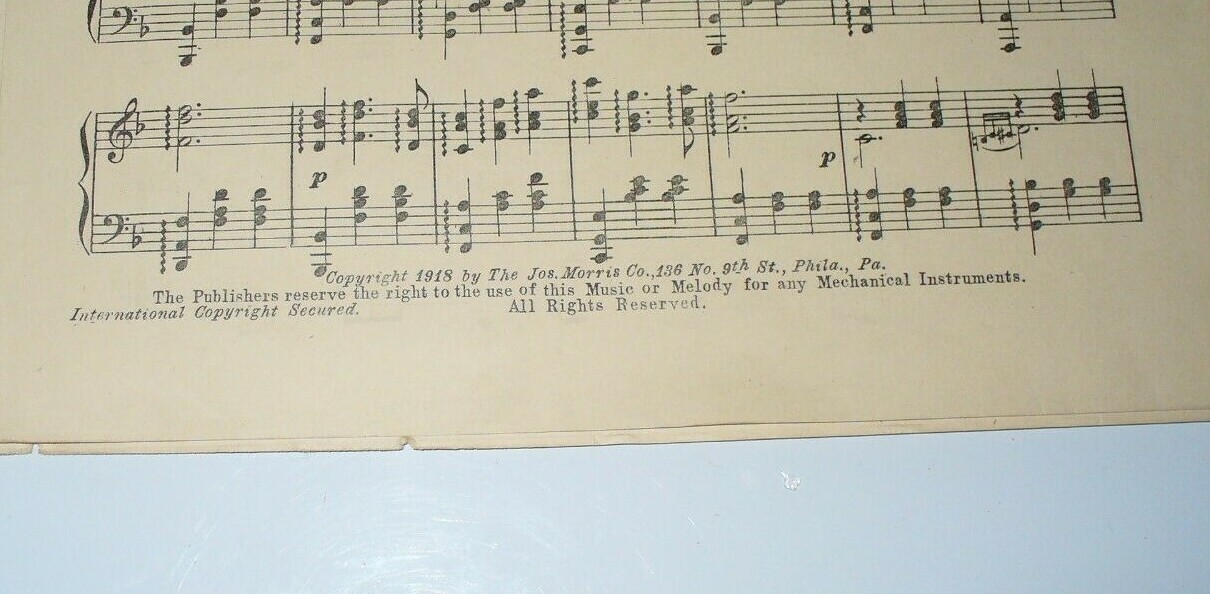 p
p
Copyright 1918 by The Jos. Morris Co., 136 No. 9th St., Phila., Pa.
The Publishers reserve the right to the use of this Music or Melody for any Mechanical Instruments.
International Copyright Secured. All Rights Reserved.